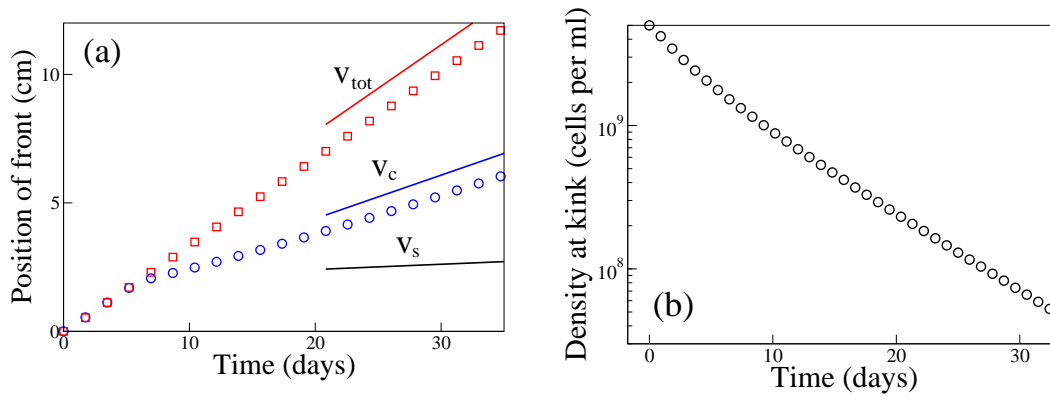 (a)
Position of front (cm)
10
5
0
v_tot
v_c
v_s
0
10
20
30
Time (days)
(b)
Density at kink (cells per ml)
10^9
10^8
0
10
20
30
Time (days)